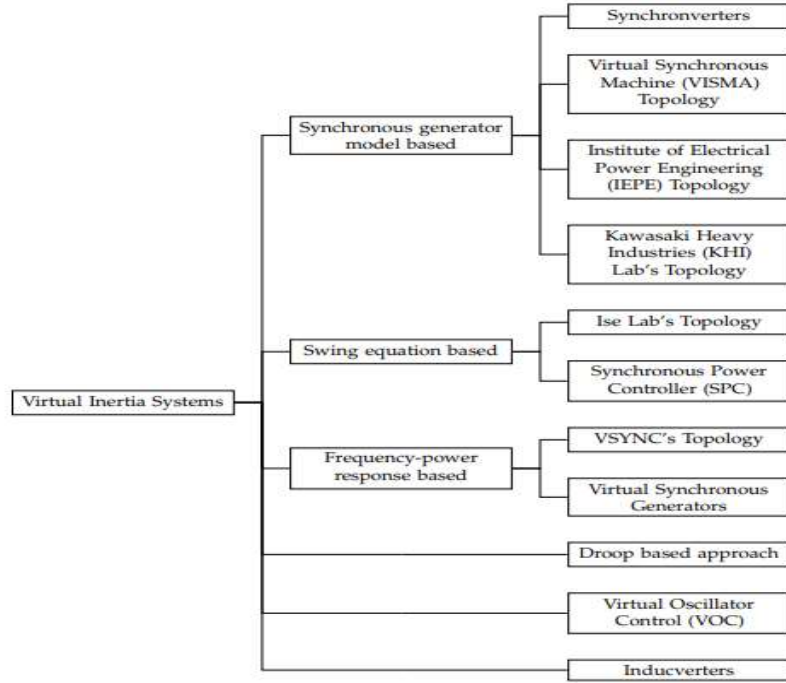 Synchronverters
Virtual Synchronous
Machine (VISMA)
Topology
Synchronous generator
model based
Institute of Electrical
Power Engineering
(IEPE) Topology
Kawasaki Heavy
Industries (KHI)
Lab's Topology
Ise Lab's Topology
Swing equation based
Synchronous Power
Controller (SPC)
Virtual Inertia Systems
VSYNC's Topology
Frequency-power
response based
Virtual Synchronous
Generators
Droop based approach
Virtual Oscillator
Control (VOC)
Inducverters